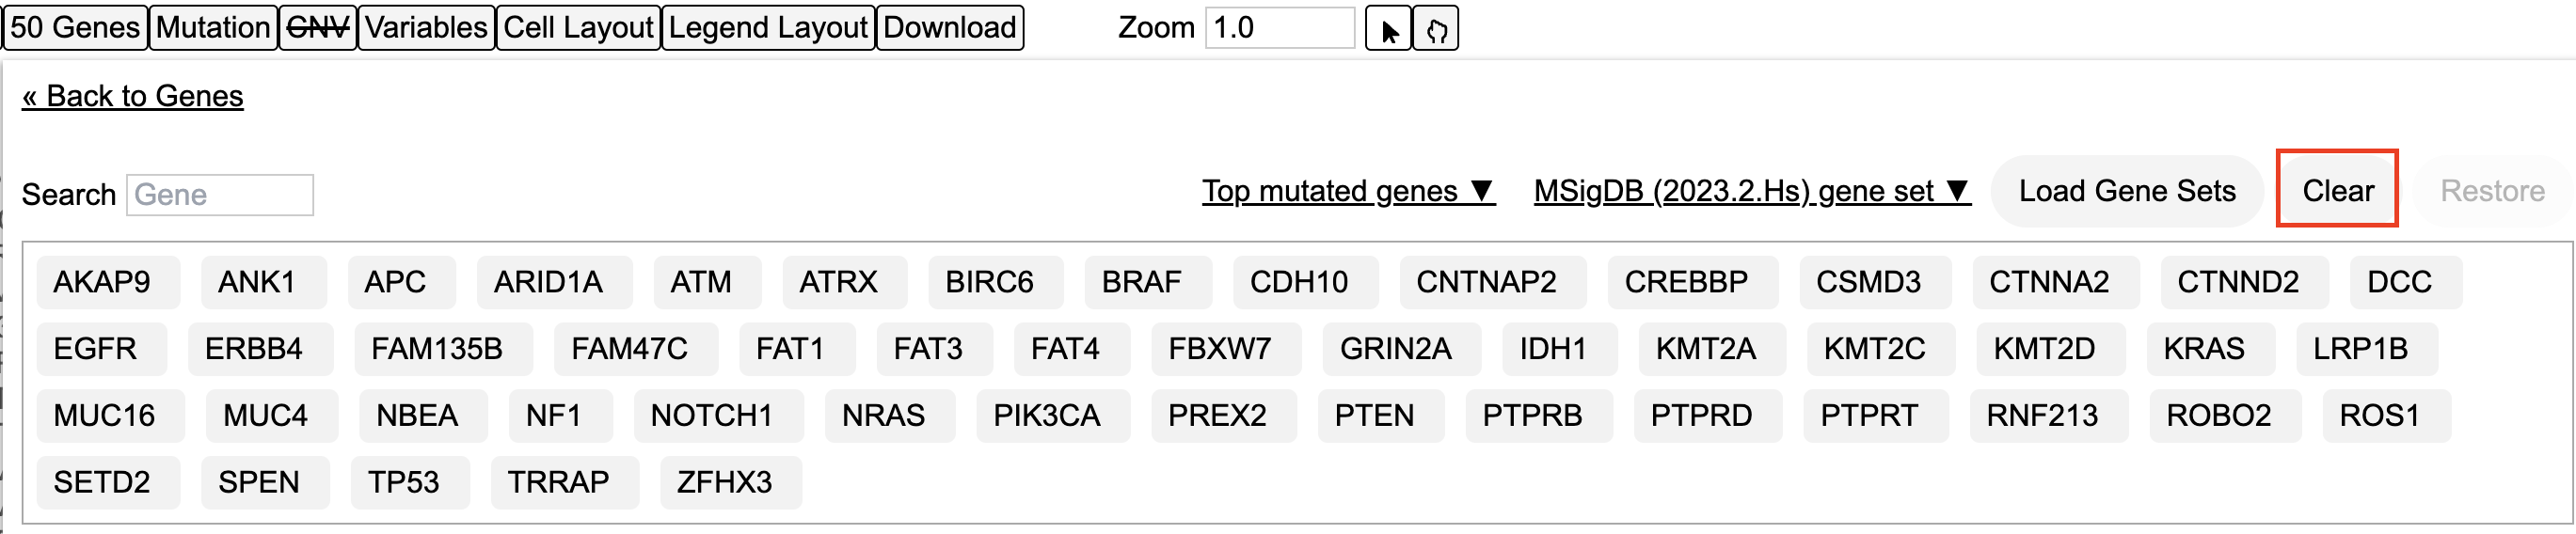 50 Genes Mutation CNV Variables Cell Layout Legend Layout Download Zoom 1.0
« Back to Genes
Search Gene Top mutated genes ▼ MSigDB (2023.2.Hs) gene set ▼ Load Gene Sets Clear Restore
AKAP9 ANK1 APC ARID1A ATM ATRX BIRC6 BRAF CDH10 CNTNAP2 CREBBP CSMD3 CTNNA2 CTNND2 DCC
EGFR ERBB4 FAM135B FAM47C FAT1 FAT3 FAT4 FBXW7 GRIN2A IDH1 KMT2A KMT2C KMT2D KRAS LRP1B
MUC16 MUC4 NBEA NF1 NOTCH1 NRAS PIK3CA PREX2 PTEN PTPRB PTPRD PTPRT RNF213 ROBO2 ROS1
SETD2 SPEN TP53 TRRAP ZFHX3